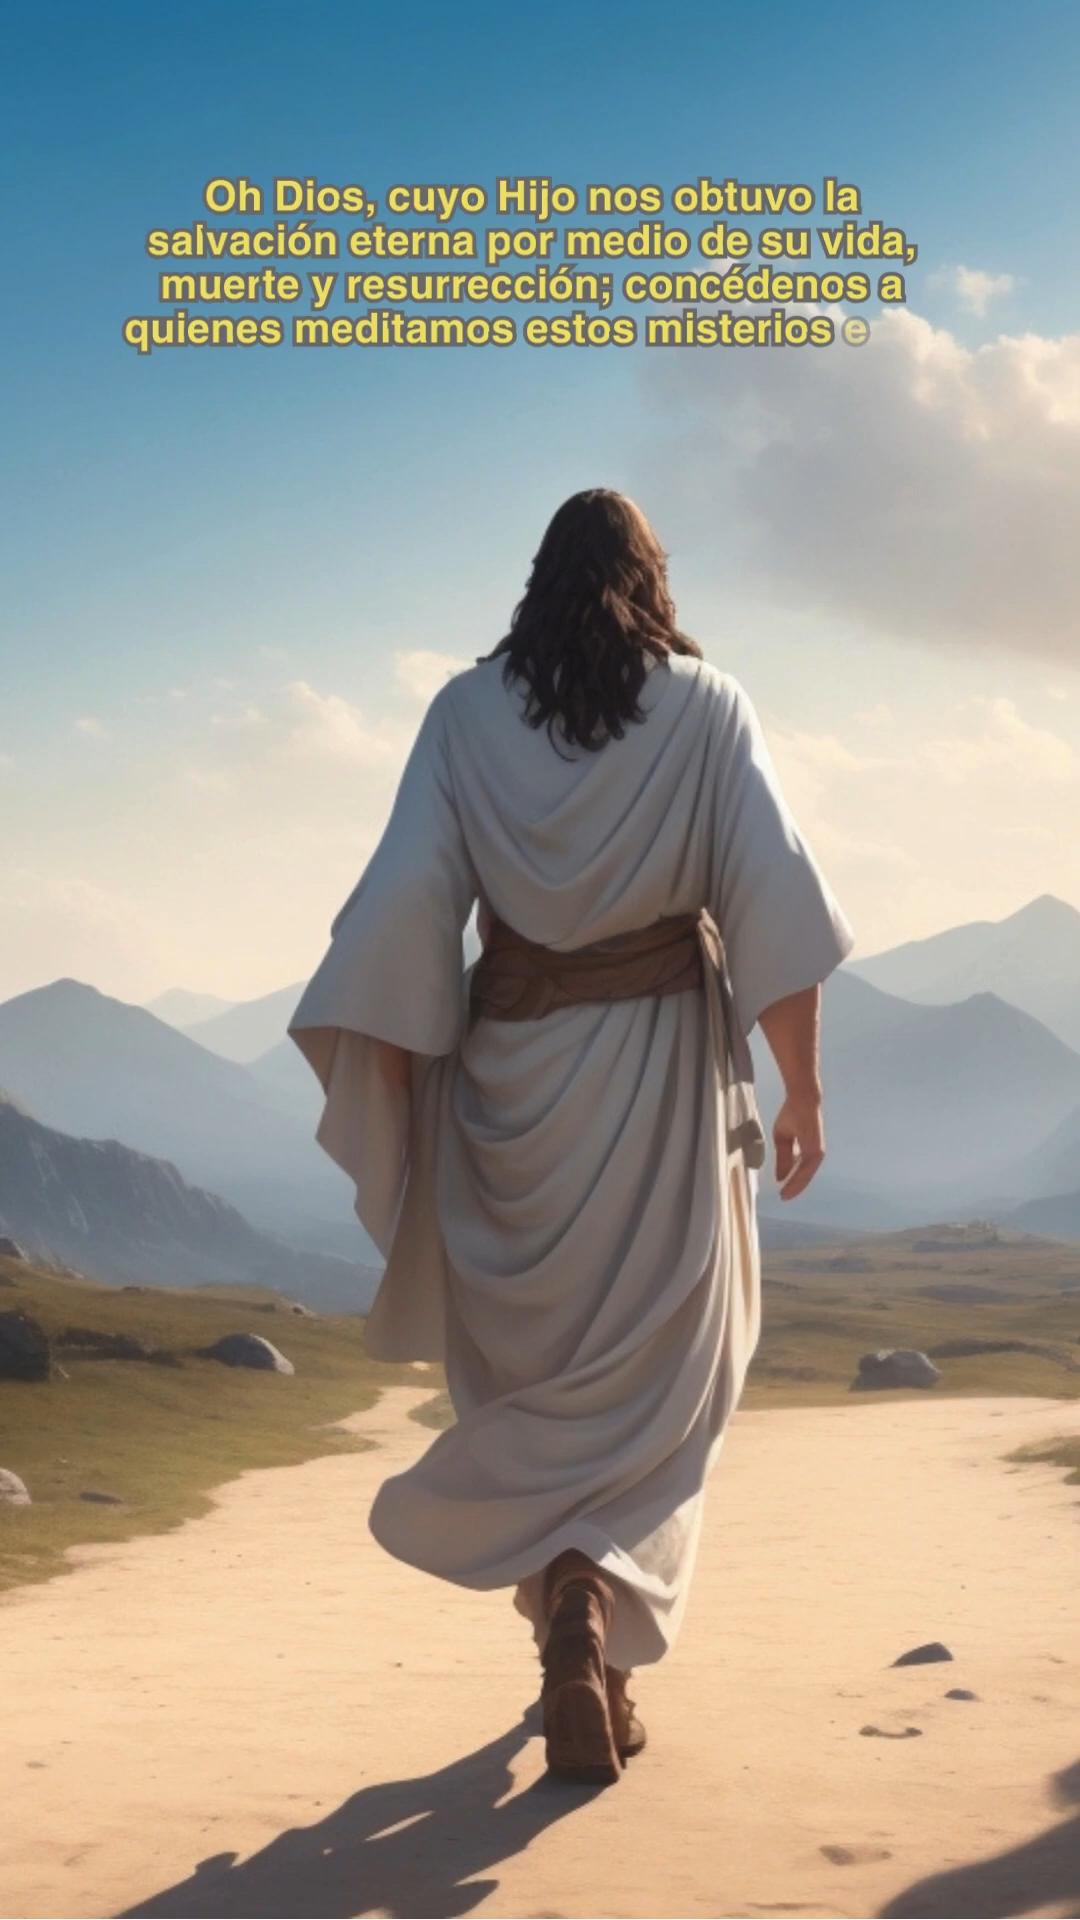 Oh Dios, cuyo Hijo nos obtuvo la
salvación eterna por medio de su vida,
muerte y resurrección; concédenos a
quienes meditamos estos misterios e